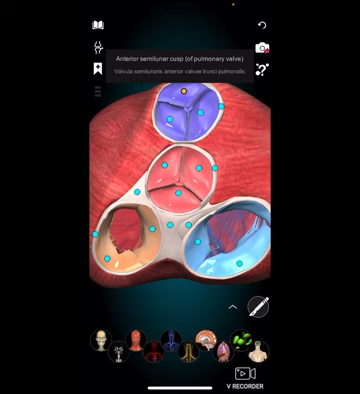 Anterior semilunar cusp (of pulmonary valve)
Valvula semilunaris anterior valvae trunci pulmonalis
V RECORDER